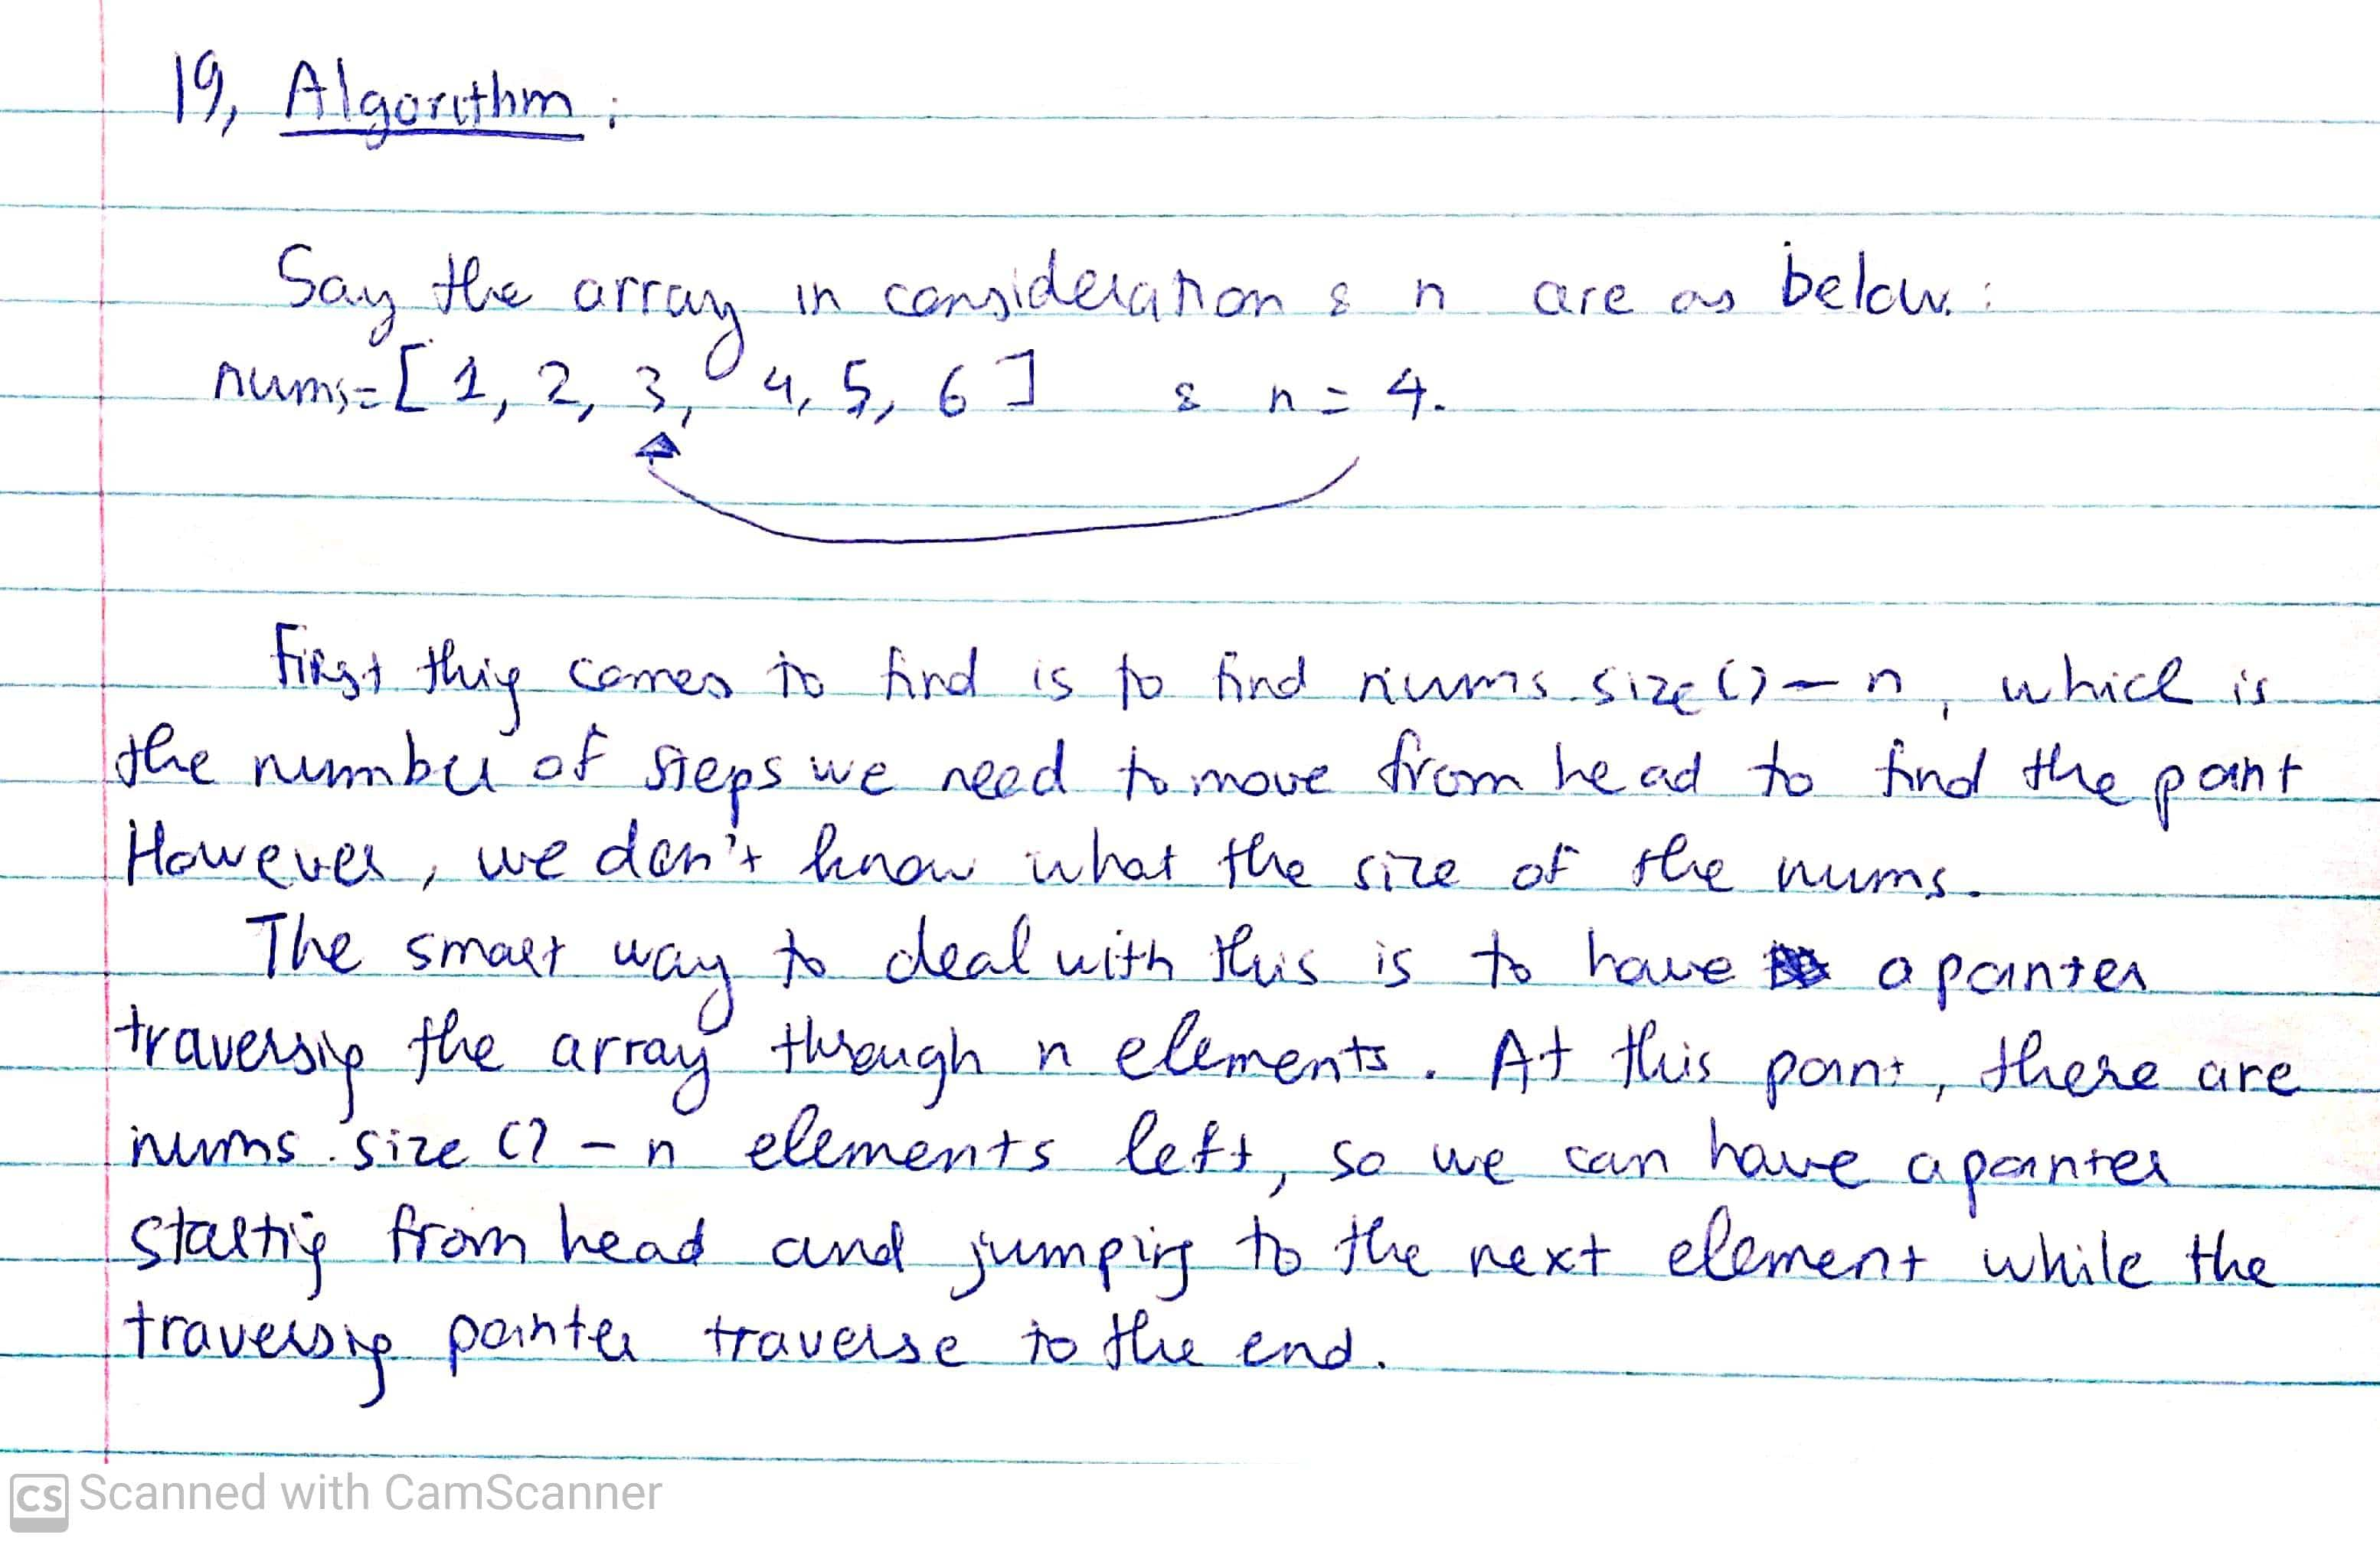 19, Algorithm:
Say the array in consideration & n are as below:
nums=[1, 2, 3, 4, 5, 6] & n = 4.
First thing comes to find is to find nums.size() - n, which is
the number of steps we need to move from head to find the point
However, we don't know what the size of the nums.
The smart way to deal with this is to have a pointer
traversing the array through n elements. At this point, there are
nums.size() - n elements left, so we can have a pointer
starting from head and jumping to the next element while the
traversing pointer traverse to the end.
CS Scanned with CamScanner